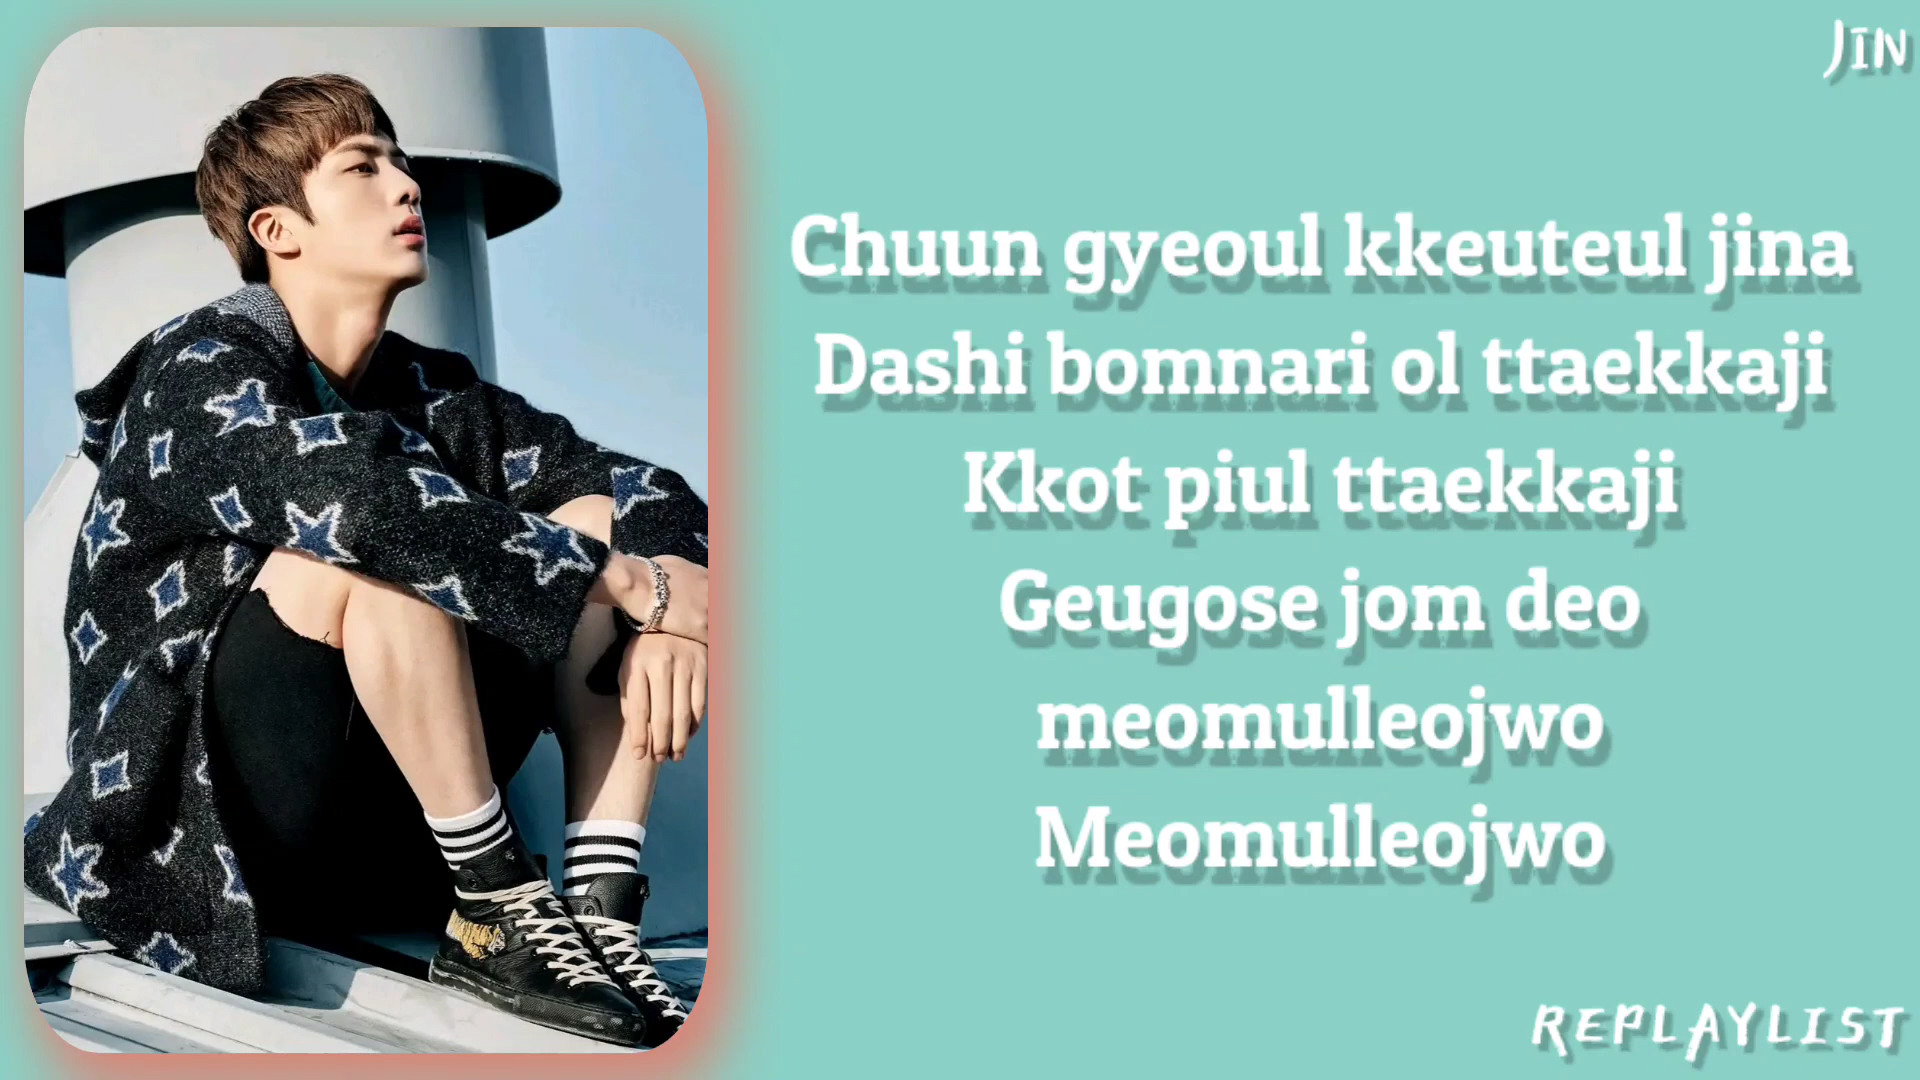 JIN
Chuun gyeoul kkeuteul jina
Dashi bomnari ol ttaekkaji
Kkot piul ttaekkaji
Geugose jom deo
meomulleojwo
Meomulleojwo
REPLAYLIST